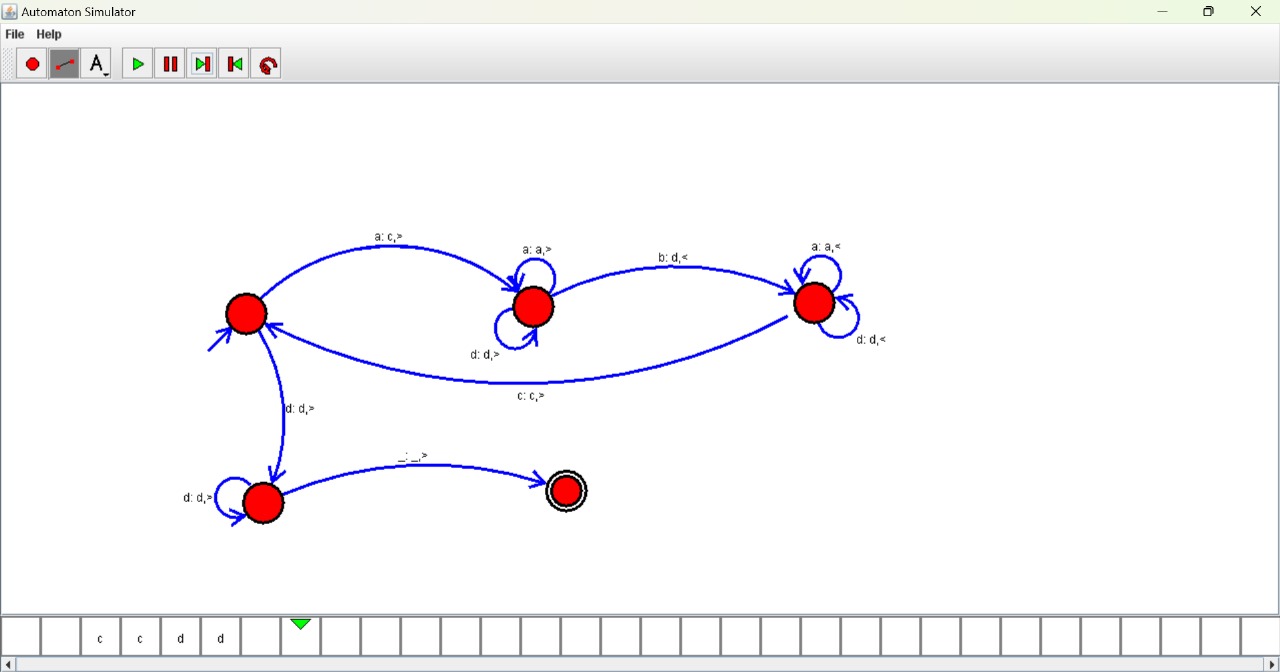 Automaton Simulator
File Help
A
a: c,>
a: a,>
b: d,<
a: a,<
d: d,>
d: d,<
c: c,>
d: d,>
_: _,>
d: d,>
c c d d